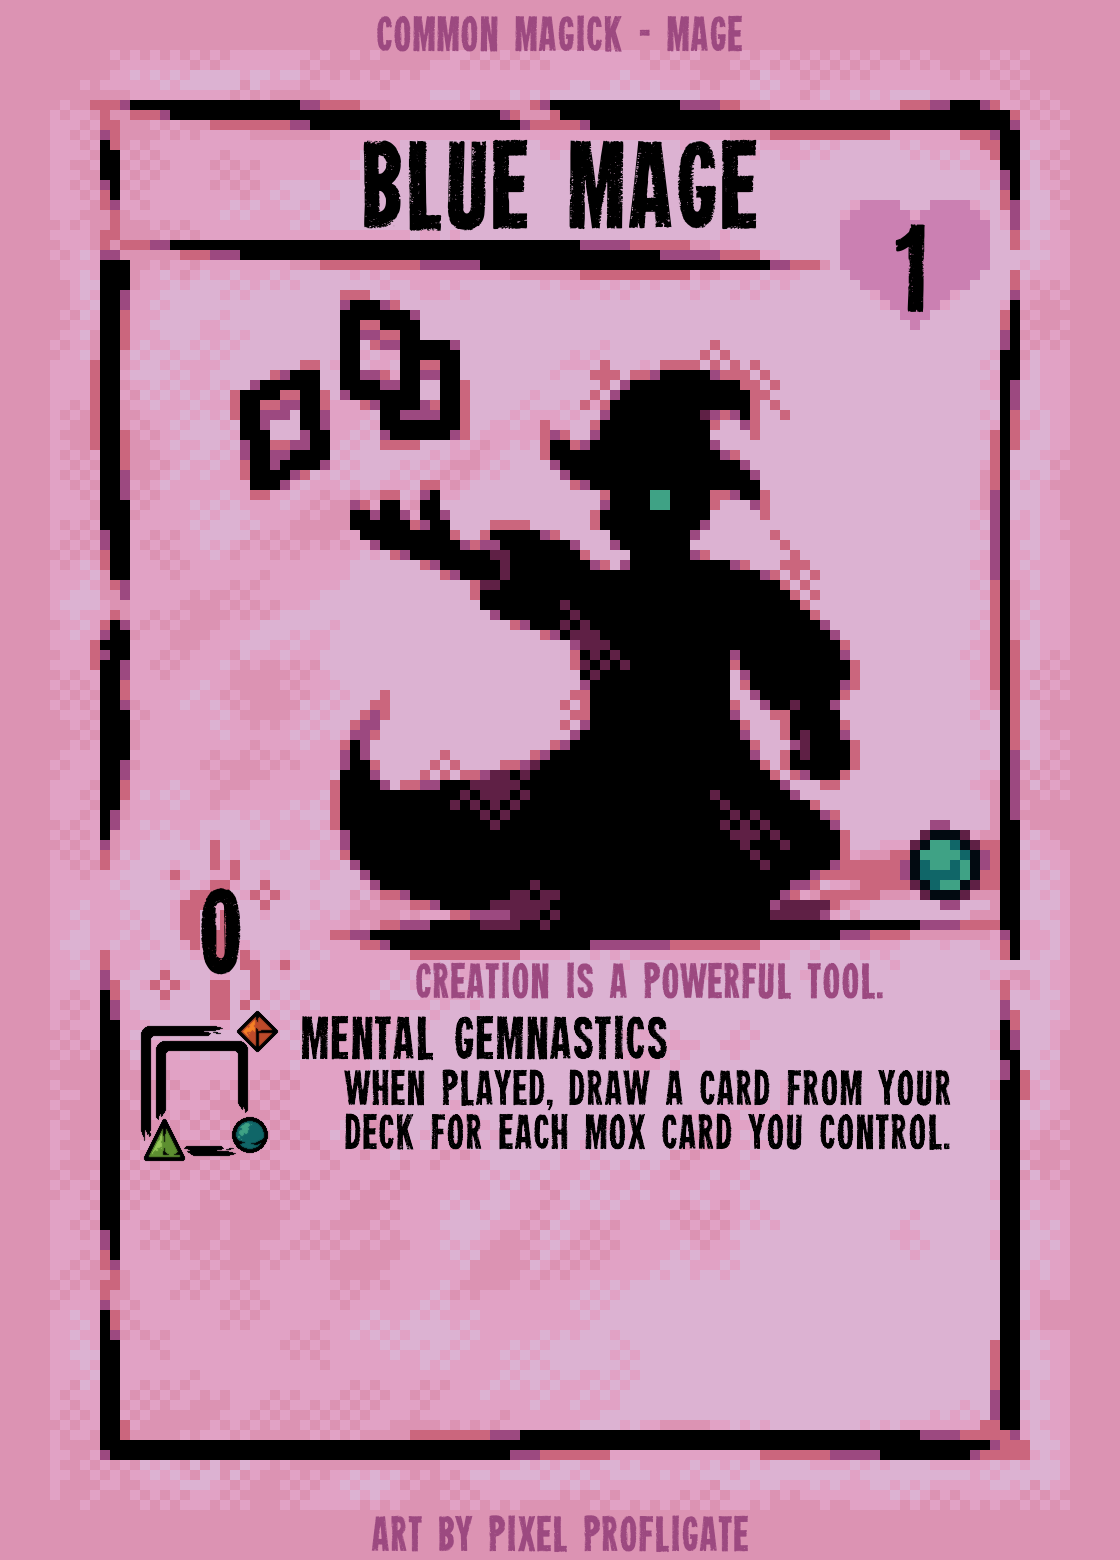 COMMON MAGICK - MAGE
BLUE MAGE
1
0
CREATION IS A POWERFUL TOOL.
MENTAL GEMNASTICS
WHEN PLAYED, DRAW A CARD FROM YOUR
DECK FOR EACH MOX CARD YOU CONTROL.
ART BY PIXEL PROFLIGATE